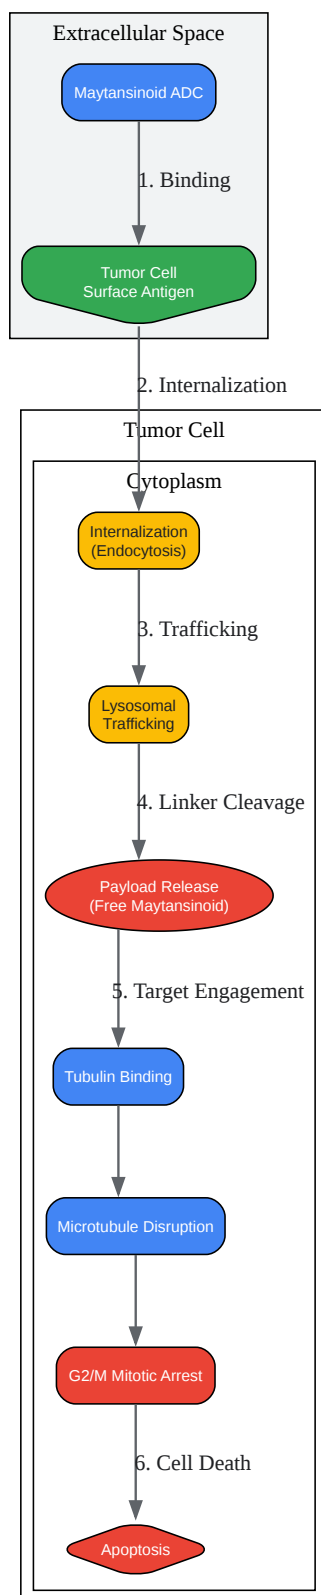 Extracellular Space
Maytansinoid ADC
1. Binding
Tumor Cell
Surface Antigen
2. Internalization
Tumor Cell
Cytoplasm
Internalization
(Endocytosis)
3. Trafficking
Lysosomal
Trafficking
4. Linker Cleavage
Payload Release
(Free Maytansinoid)
5. Target Engagement
Tubulin Binding
Microtubule Disruption
G2/M Mitotic Arrest
6. Cell Death
Apoptosis